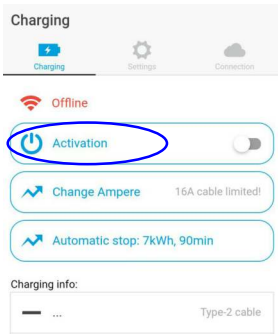 Charging
Charging Settings Connection
Offline
Activation
Change Ampere 16A cable limited!
Automatic stop: 7kWh, 90min
Charging info:
... Type-2 cable